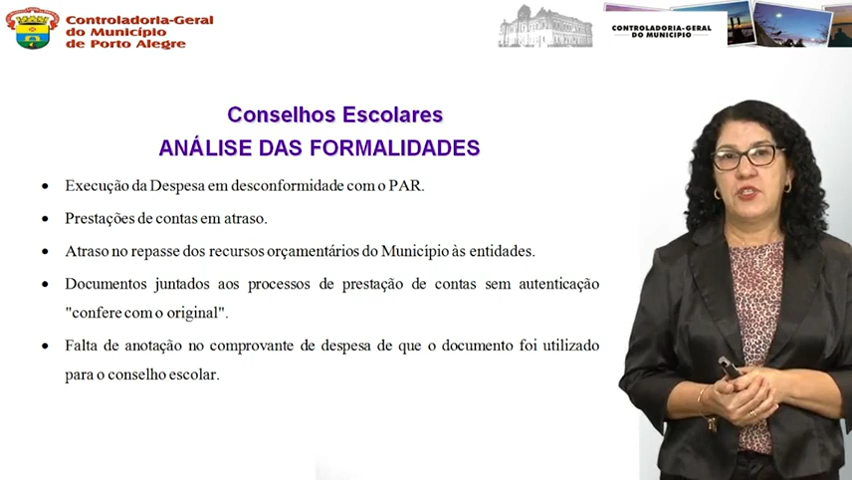 Controladoria-Geral
do Município
de Porto Alegre
CONTROLADORIA-GERAL
DO MUNICÍPIO
Conselhos Escolares
ANÁLISE DAS FORMALIDADES
• Execução da Despesa em desconformidade com o PAR.
• Prestações de contas em atraso.
• Atraso no repasse dos recursos orçamentários do Município às entidades.
• Documentos juntados aos processos de prestação de contas sem autenticação
"confere com o original".
• Falta de anotação no comprovante de despesa de que o documento foi utilizado
para o conselho escolar.